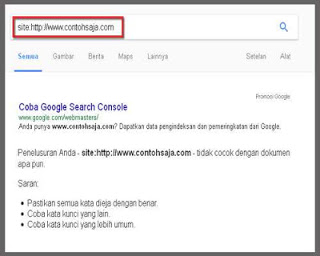 site:http://www.contohsaja.com
Semua Gambar Berita Maps Lainnya Setelan Alat
Promosi Google
Coba Google Search Console
www.google.com/webmasters/
Anda punya www.contohsaja.com? Dapatkan data pengindeksan dan pemeringkatan dari Google.
Penelusuran Anda - site:http://www.contohsaja.com - tidak cocok dengan dokumen
apa pun.
Saran:
Pastikan semua kata dieja dengan benar.
Coba kata kunci yang lain.
Coba kata kunci yang lebih umum.